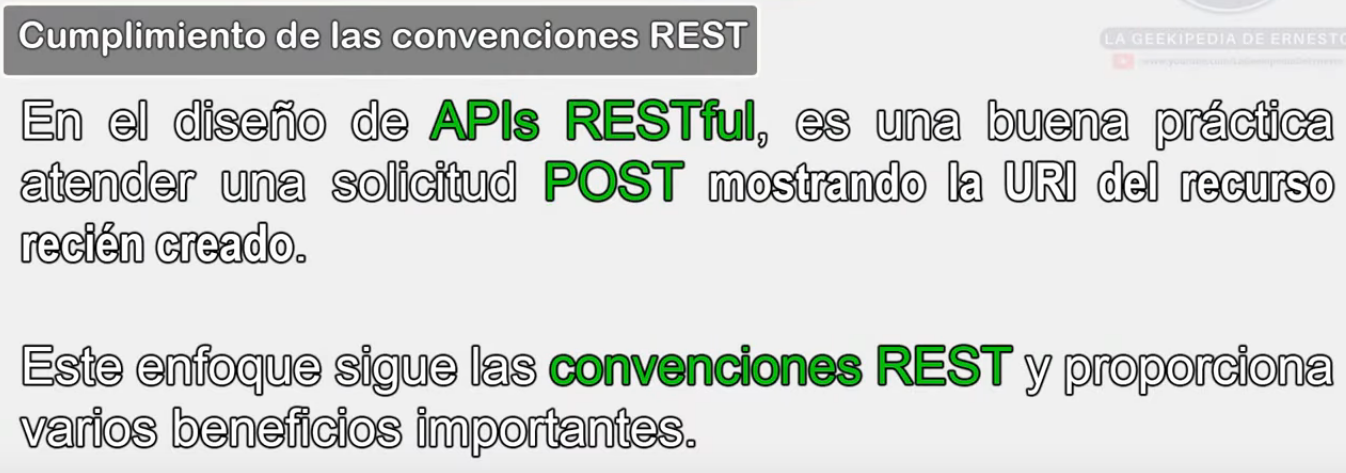 Cumplimiento de las convenciones REST
LA GEEKIPEDIA DE ERNESTO
En el diseño de APIs RESTful, es una buena práctica
atender una solicitud POST mostrando la URI del recurso
recién creado.
Este enfoque sigue las convenciones REST y proporciona
varios beneficios importantes.